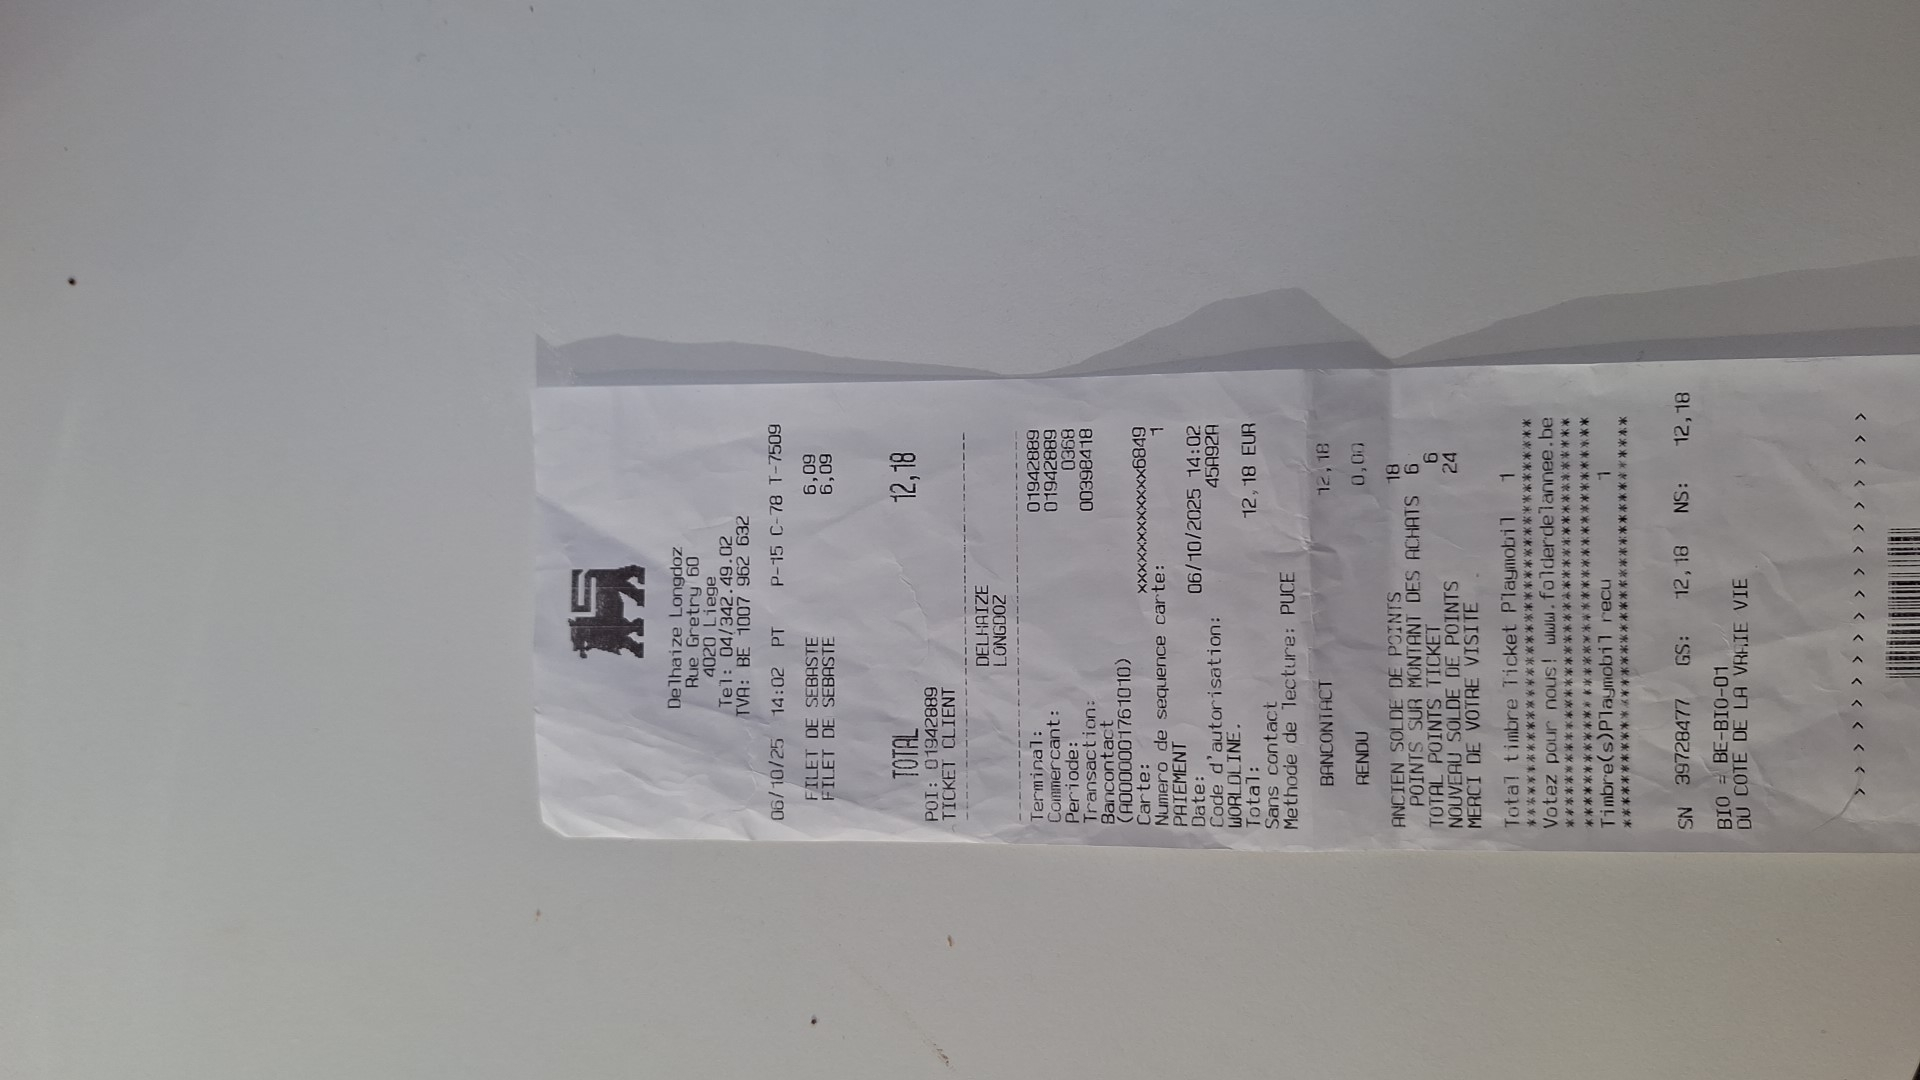 Delhaize Longdoz
Rue Gretry 60
4020 Liege
Tel: 04/342.49.02
TVA: BE 1007 962 632
06/10/25 14:02 PT P-15 C-78 T-7509
FILET DE SEBASTE 6,09
FILET DE SEBASTE 6,09
TOTAL 12,18
POI: 01942889
TICKET CLIENT
--------------------------------
DELHAIZE
LONGDOZ
--------------------------------
Terminal: 01942889
Commercant: 01942889
Periode: 0368
Transaction: 00398418
Bancontact
(A0000001761010)
Carte: xxxxxxxxxxxxx6849
Numero de sequence carte: 1
PAIEMENT
Date: 06/10/2025 14:02
Code d'autorisation: 45A92A
WORLDLINE.
Total: 12,18 EUR
Sans contact
Methode de lecture: PUCE
BANCONTACT 12,18
RENDU 0,00
ANCIEN SOLDE DE POINTS 18
POINTS SUR MONTANT DES ACHATS 6
TOTAL POINTS TICKET 6
NOUVEAU SOLDE DE POINTS 24
MERCI DE VOTRE VISITE .
Total timbre Ticket Playmobil 1
****************************************
Votez pour nous! www.folderdelannee.be
****************************************
****************************************
Timbre(s)Playmobil recu 1
****************************************
SN 39728477 GS: 12,18 NS: 12,18
BIO = BE-BIO-01
DU COTE DE LA VRAIE VIE
> > > > > > > > > > > > > > > > > >